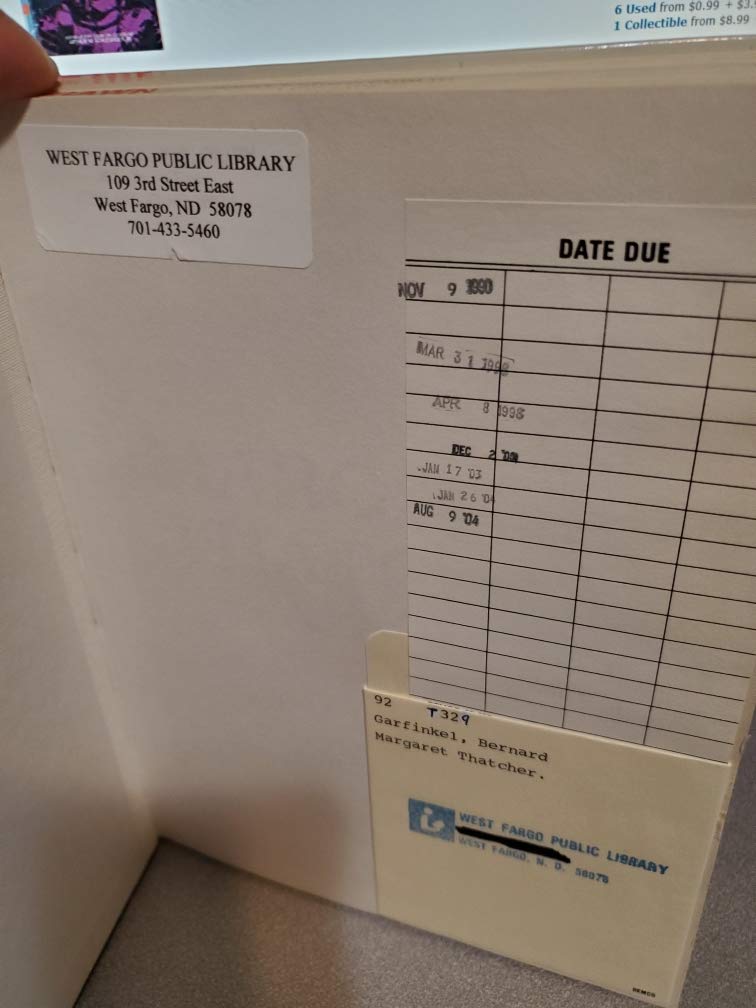 6 Used from $0.99 + $3.
1 Collectible from $8.99
WEST FARGO PUBLIC LIBRARY
109 3rd Street East
West Fargo, ND 58078
701-433-5460
DATE DUE
NOV 9 1990
MAR 31
APR 8 1998
DEC 2
JAN 17 '03
JAN 26 '04
AUG 9 '04
92 T329
Garfinkel, Bernard
Margaret Thatcher.
WEST FARGO PUBLIC LIBRARY
WEST FARGO, N. D. 58078
DEMCO